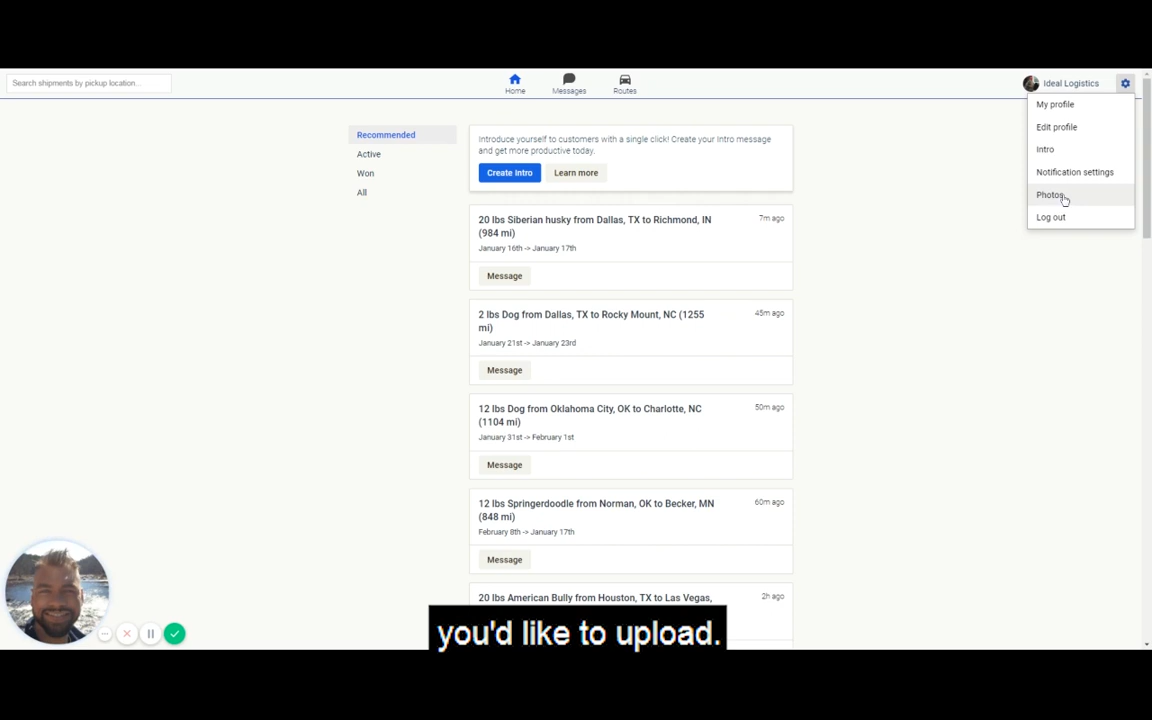 Search shipments by pickup location...
Home
Messages
Routes
Ideal Logistics
My profile
Edit profile
Intro
Notification settings
Photos
Log out
Recommended
Active
Won
All
Introduce yourself to customers with a single click! Create your Intro message
and get more productive today.
Create Intro
Learn more
20 lbs Siberian husky from Dallas, TX to Richmond, IN
(984 mi)
7m ago
January 16th -> January 17th
Message
2 lbs Dog from Dallas, TX to Rocky Mount, NC (1255
mi)
45m ago
January 21st -> January 23rd
Message
12 lbs Dog from Oklahoma City, OK to Charlotte, NC
(1104 mi)
50m ago
January 31st -> February 1st
Message
12 lbs Springerdoodle from Norman, OK to Becker, MN
(848 mi)
60m ago
February 8th -> January 17th
Message
20 lbs American Bully from Houston, TX to Las Vegas,
2h ago
you'd like to upload.